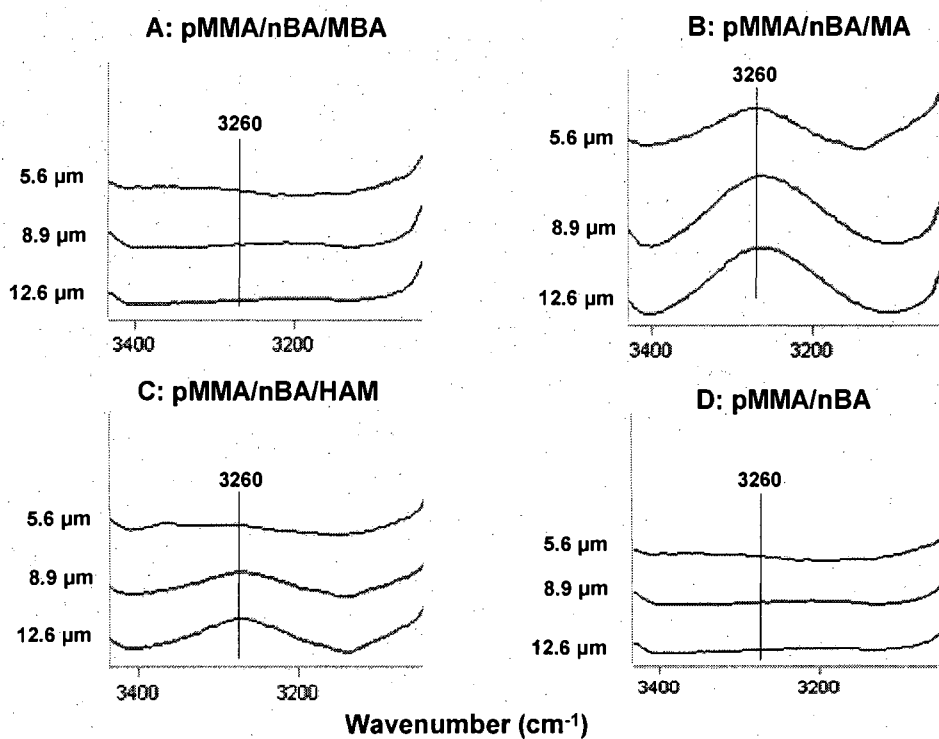 A: pMMA/nBA/MBA
3260
5.6 µm
8.9 µm
12.6 µm
3400 3200
B: pMMA/nBA/MA
3260
5.6 µm
8.9 µm
12.6 µm
3400 3200
C: pMMA/nBA/HAM
3260
5.6 µm
8.9 µm
12.6 µm
3400 3200
D: pMMA/nBA
3260
5.6 µm
8.9 µm
12.6 µm
3400 3200
Wavenumber (cm⁻¹)